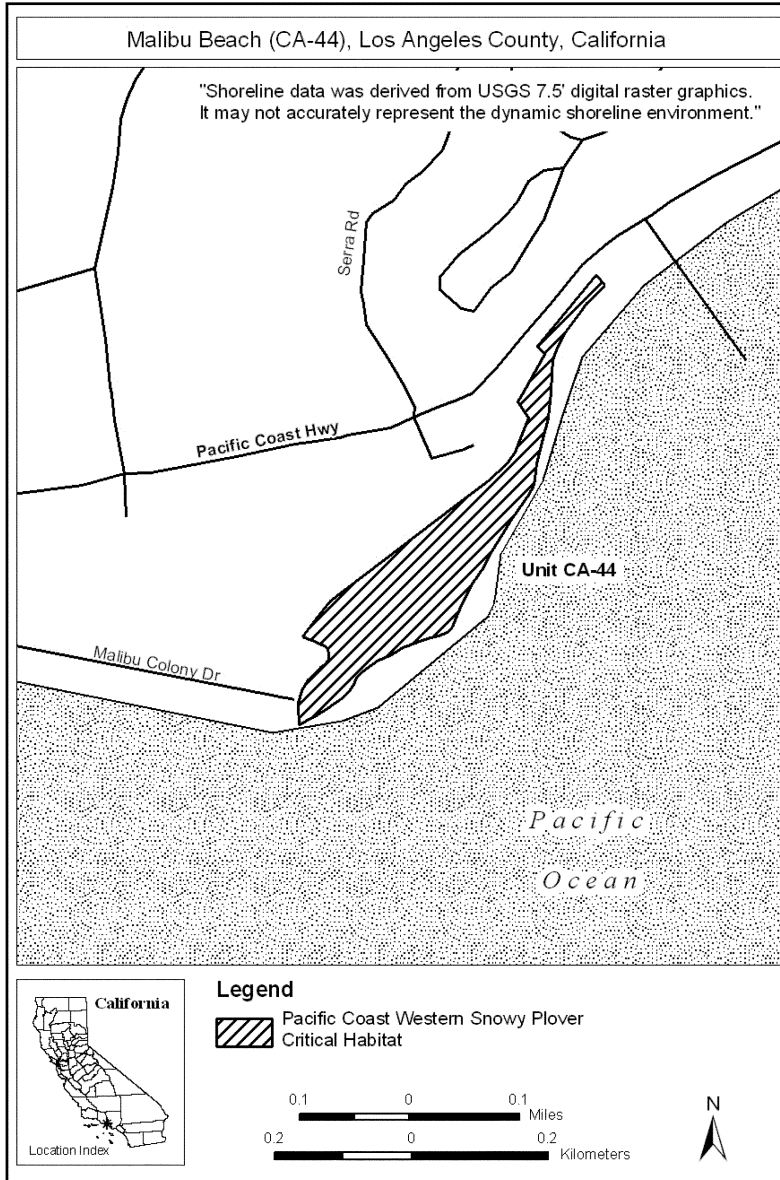 Malibu Beach (CA-44), Los Angeles County, California
"Shoreline data was derived from USGS 7.5' digital raster graphics.
It may not accurately represent the dynamic shoreline environment."
Serra Rd
Pacific Coast Hwy
Unit CA-44
Malibu Colony Dr
Pacific
Ocean
California
Location Index
Legend
Pacific Coast Western Snowy Plover
Critical Habitat
0.1 0 0.1
Miles
0.2 0 0.2
Kilometers
N